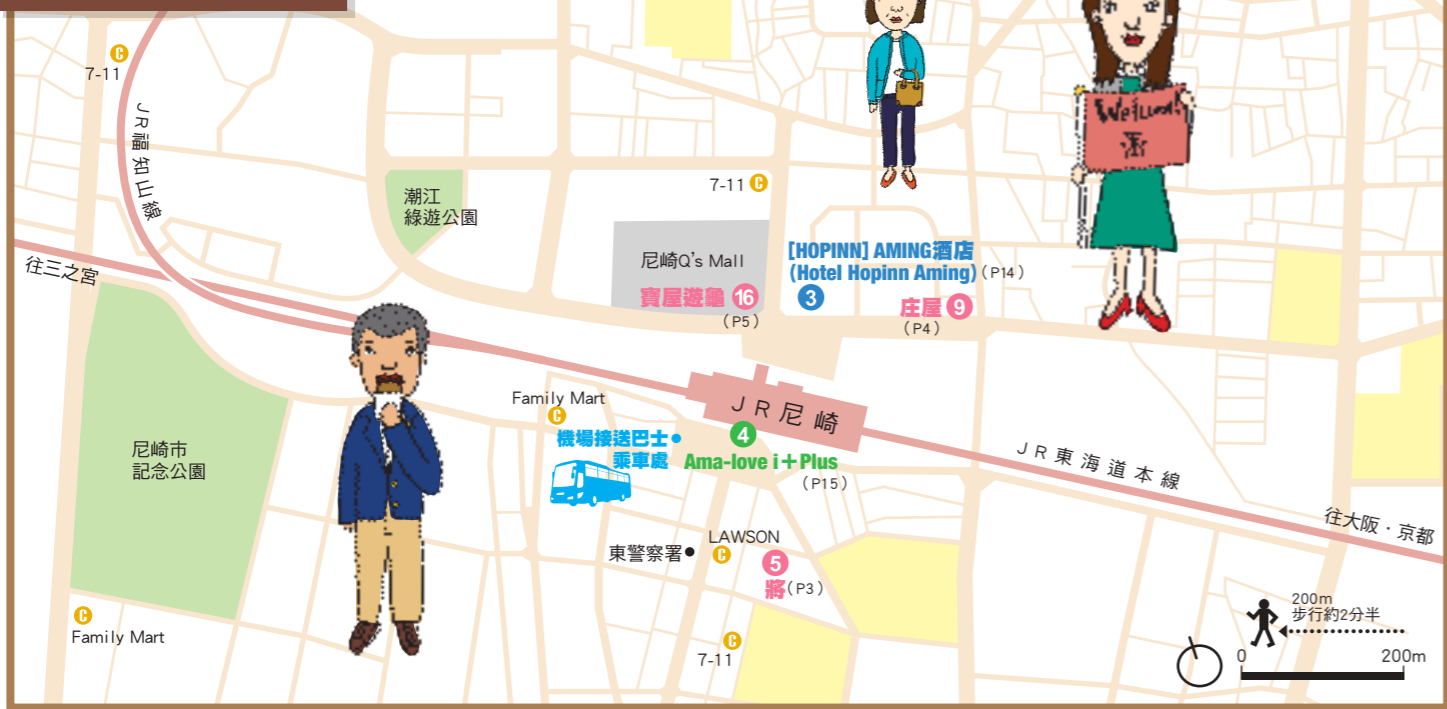 C
7-11
JR福知山線
潮江
綠遊公園
7-11 C
尼崎Q's Mall
寶屋遊龜 16
(P5)
[HOPINN] AMING酒店
(Hotel Hopinn Aming) (P14)
3
庄屋 9
(P4)
Welcome!
往三之宮
JR尼崎
4
Ama-love i+Plus
(P15)
Family Mart
C
機場接送巴士
乘車處
JR東海道本線
往大阪・京都
尼崎市
記念公園
東警察署
LAWSON
C
5
將(P3)
C
7-11
C
Family Mart
200m
步行約2分半
0 200m